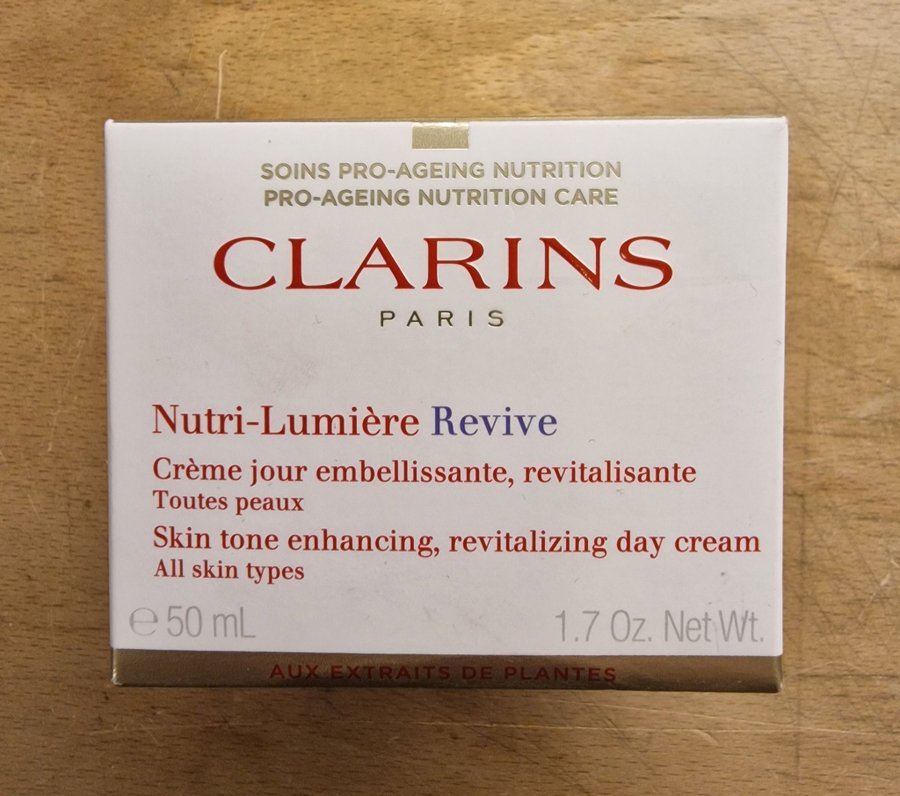 SOINS PRO-AGEING NUTRITION
PRO-AGEING NUTRITION CARE
CLARINS
PARIS
Nutri-Lumière Revive
Crème jour embellissante, revitalisante
Toutes peaux
Skin tone enhancing, revitalizing day cream
All skin types
℮ 50 mL 1.7 Oz. Net Wt.
AUX EXTRAITS DE PLANTES